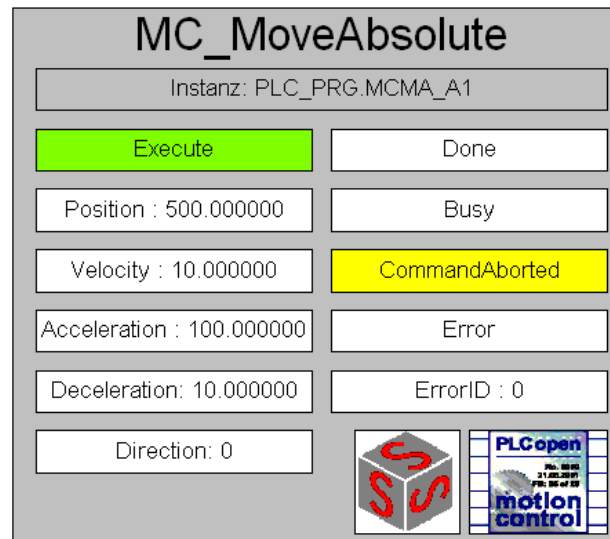 MC_MoveAbsolute
Instanz: PLC_PRG.MCMA_A1
Execute
Done
Position : 500.000000
Busy
Velocity : 10.000000
CommandAborted
Acceleration : 100.000000
Error
Deceleration: 10.000000
ErrorID : 0
Direction: 0
S S S
PLCopen
motion
control